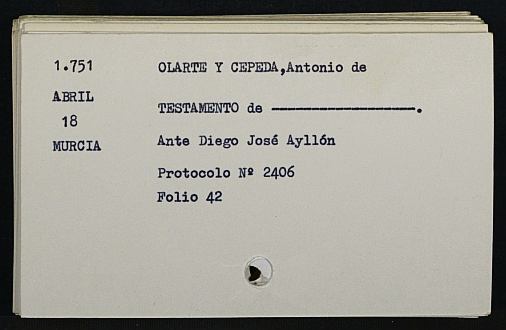 1.751
ABRIL
18
MURCIA
OLARTE Y CEPEDA,Antonio de
TESTAMENTO de ————————————————.
Ante Diego José Ayllón
Protocolo Nº 2406
Folio 42